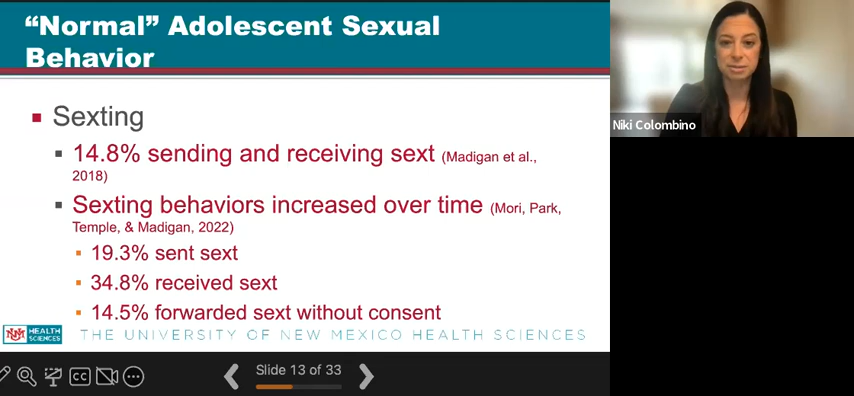 “Normal” Adolescent Sexual
Behavior
Sexting
14.8% sending and receiving sext (Madigan et al.,
2018)
Sexting behaviors increased over time (Mori, Park,
Temple, & Madigan, 2022)
19.3% sent sext
34.8% received sext
14.5% forwarded sext without consent
UNM HEALTH
SCIENCES
THE UNIVERSITY OF NEW MEXICO HEALTH SCIENCES
CC
Slide 13 of 33
Niki Colombino